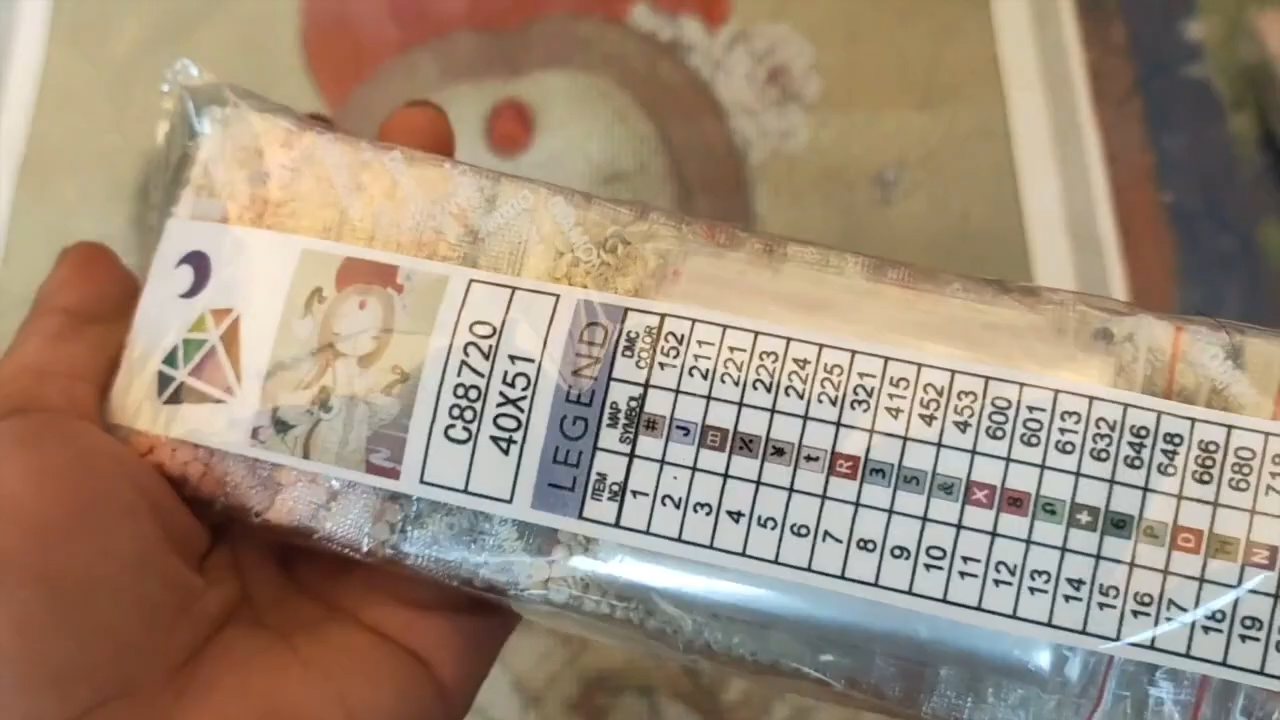 C88720
40X51
LEGEND
ITEM NO. MAP SYMBOL DMC COLOR
1 # 152
2 J 211
3 221
4 % 223
5 ¥ 224
6 t 225
7 R 321
8 3 415
9 5 452
10 & 453
11 X 600
12 8 601
13 613
14 + 632
15 6 646
16 P 648
17 D 666
18 M 680
19 N